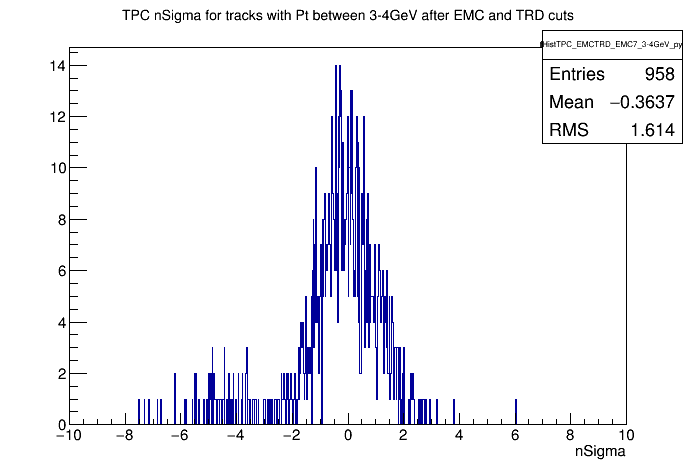 TPC nSigma for tracks with Pt between 3-4GeV after EMC and TRD cuts
HistTPC_EMCTRD_EMC7_3-4GeV_py
Entries 958
Mean −0.3637
RMS 1.614
14
12
10
8
6
4
2
0
−10 −8 −6 −4 −2 0 2 4 6 8 10
nSigma